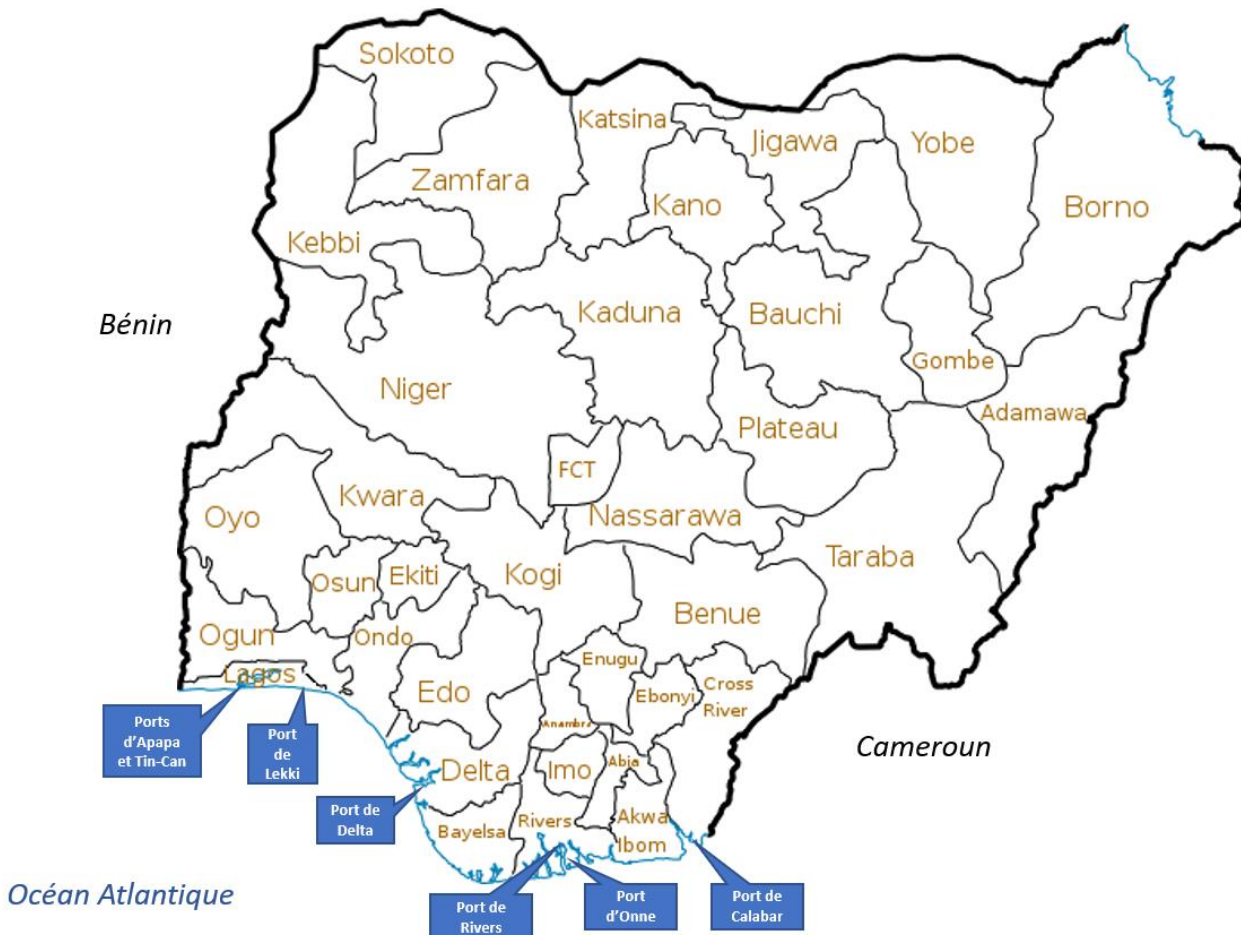 Sokoto
Katsina
Jigawa
Yobe
Zamfara
Kano
Borno
Kebbi
Bénin
Kaduna
Bauchi
Niger
Gombe
Adamawa
Plateau
FCT
Kwara
Oyo
Nassarawa
Taraba
Osun
Ekiti
Kogi
Benue
Ogun
Ondo
Enugu
Lagos
Edo
Ebonyi
Cross
River
Ports
d'Apapa
et Tin-Can
Port
de
Lekki
Anambra
Cameroun
Delta
Imo
Abia
Port de
Delta
Bayelsa
Rivers
Akwa
Ibom
Océan Atlantique
Port de
Rivers
Port
d'Onne
Port de
Calabar